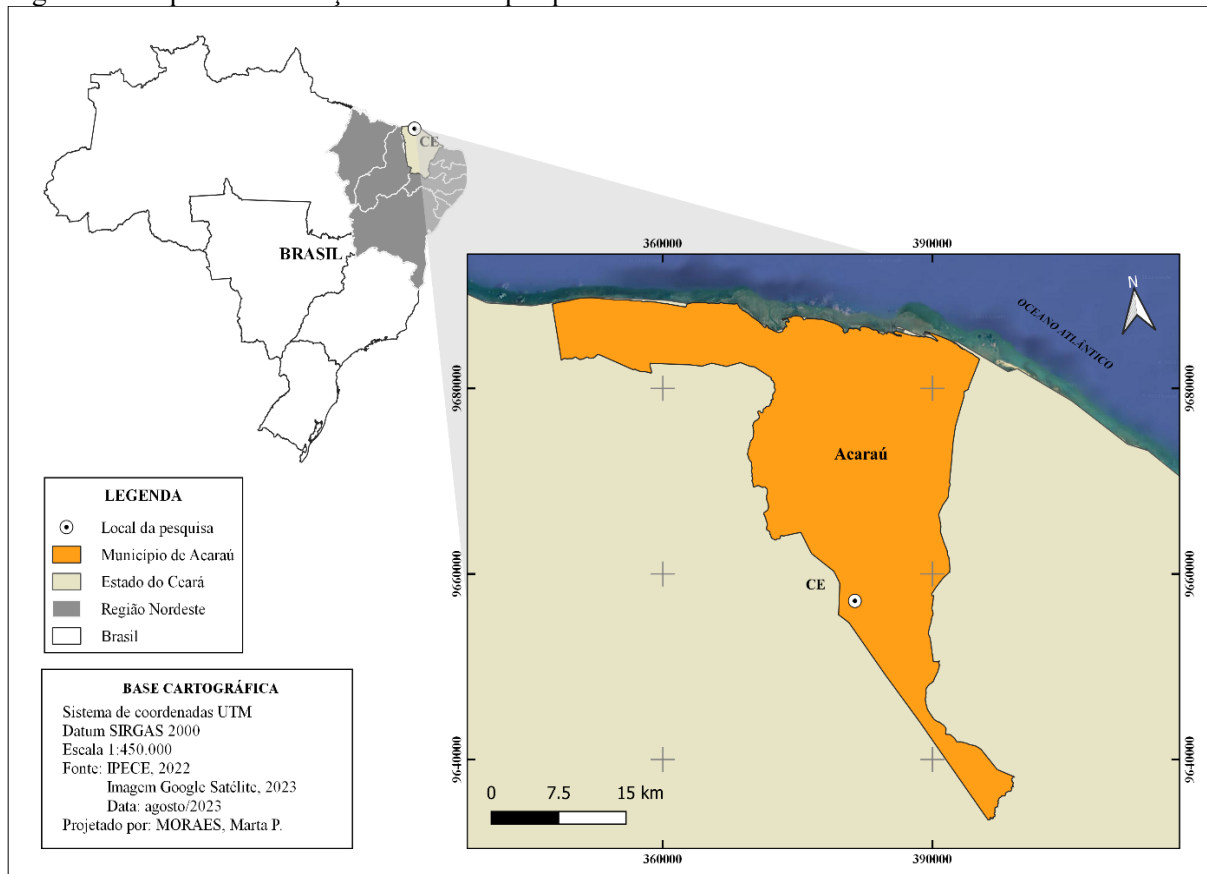 CE
BRASIL
360000
390000
N
OCEANO ATLÂNTICO
9680000
9680000
Acaraú
9660000
CE
9660000
9640000
9640000
0 7.5 15 km
360000
390000
LEGENDA
Local da pesquisa
Município de Acaraú
Estado do Ceará
Região Nordeste
Brasil
BASE CARTOGRÁFICA
Sistema de coordenadas UTM
Datum SIRGAS 2000
Escala 1:450.000
Fonte: IPECE, 2022
Imagem Google Satélite, 2023
Data: agosto/2023
Projetado por: MORAES, Marta P.